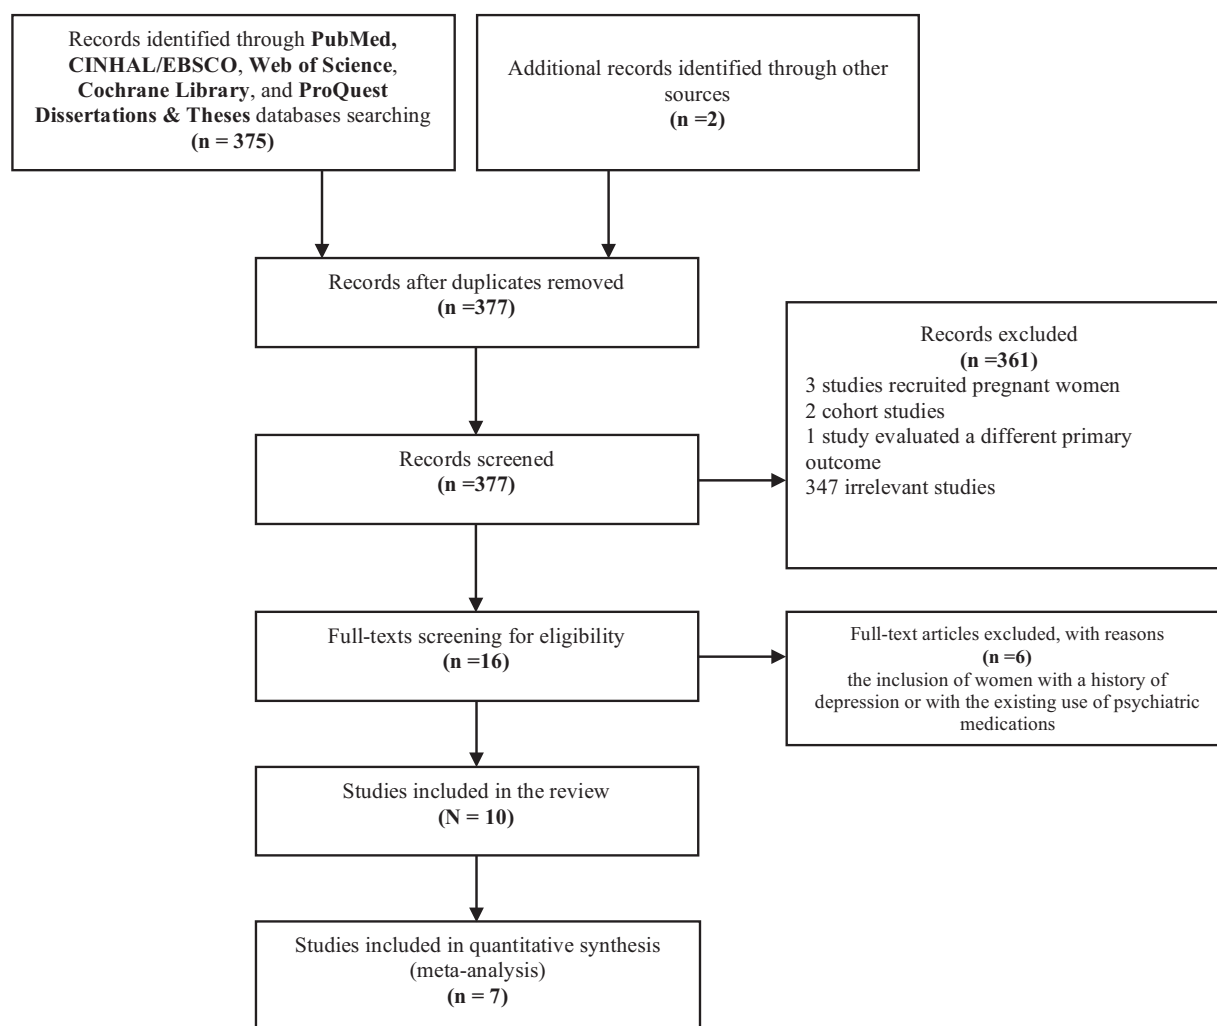 Records identified through PubMed,
CINHAL/EBSCO, Web of Science,
Cochrane Library, and ProQuest
Dissertations & Theses databases searching
(n = 375)
Additional records identified through other
sources
(n =2)
Records after duplicates removed
(n =377)
Records screened
(n =377)
Records excluded
(n =361)
3 studies recruited pregnant women
2 cohort studies
1 study evaluated a different primary
outcome
347 irrelevant studies
Full-texts screening for eligibility
(n =16)
Full-text articles excluded, with reasons
(n =6)
the inclusion of women with a history of
depression or with the existing use of psychiatric
medications
Studies included in the review
(N = 10)
Studies included in quantitative synthesis
(meta-analysis)
(n = 7)